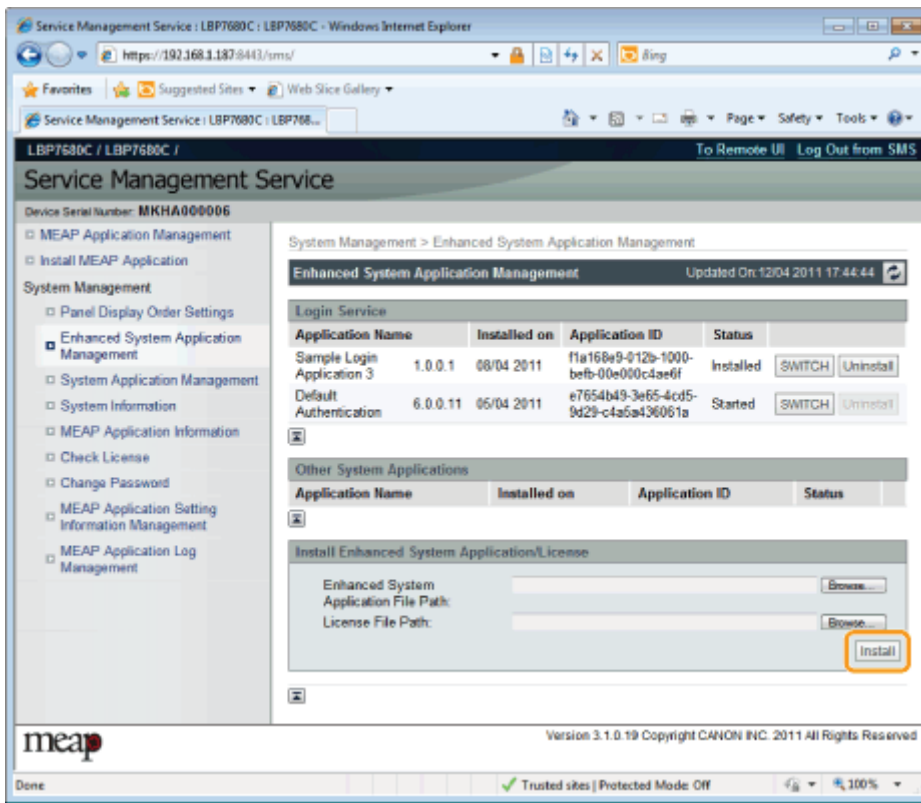 Service Management Service : LBP7680C : LBP7680C - Windows Internet Explorer
https://192.168.1.187:8443/sms/
Bing
Favorites Suggested Sites Web Slice Gallery
Service Management Service : LBP7680C : LBP768... Page Safety Tools
LBP7680C / LBP7680C / To Remote UI Log Out from SMS
Service Management Service
Device Serial Number: MKHA000006
MEAP Application Management
Install MEAP Application
System Management
Panel Display Order Settings
Enhanced System Application
Management
System Application Management
System Information
MEAP Application Information
Check License
Change Password
MEAP Application Setting
Information Management
MEAP Application Log
Management
System Management > Enhanced System Application Management
Enhanced System Application Management Updated On:12/04 2011 17:44:44
Login Service
Application Name Installed on Application ID Status
Sample Login
Application 3 1.0.0.1 08/04 2011 f1a168e9-012b-1000-
befb-00e000c4ae6f Installed SWITCH Uninstall
Default
Authentication 6.0.0.11 05/04 2011 e7654b49-3e65-4cd5-
9d29-c4a5a436061a Started SWITCH Uninstall
Other System Applications
Application Name Installed on Application ID Status
Install Enhanced System Application/License
Enhanced System
Application File Path: Browse...
License File Path: Browse...
Install
meap Version 3.1.0.19 Copyright CANON INC. 2011 All Rights Reserved
Done Trusted sites | Protected Mode: Off 100%